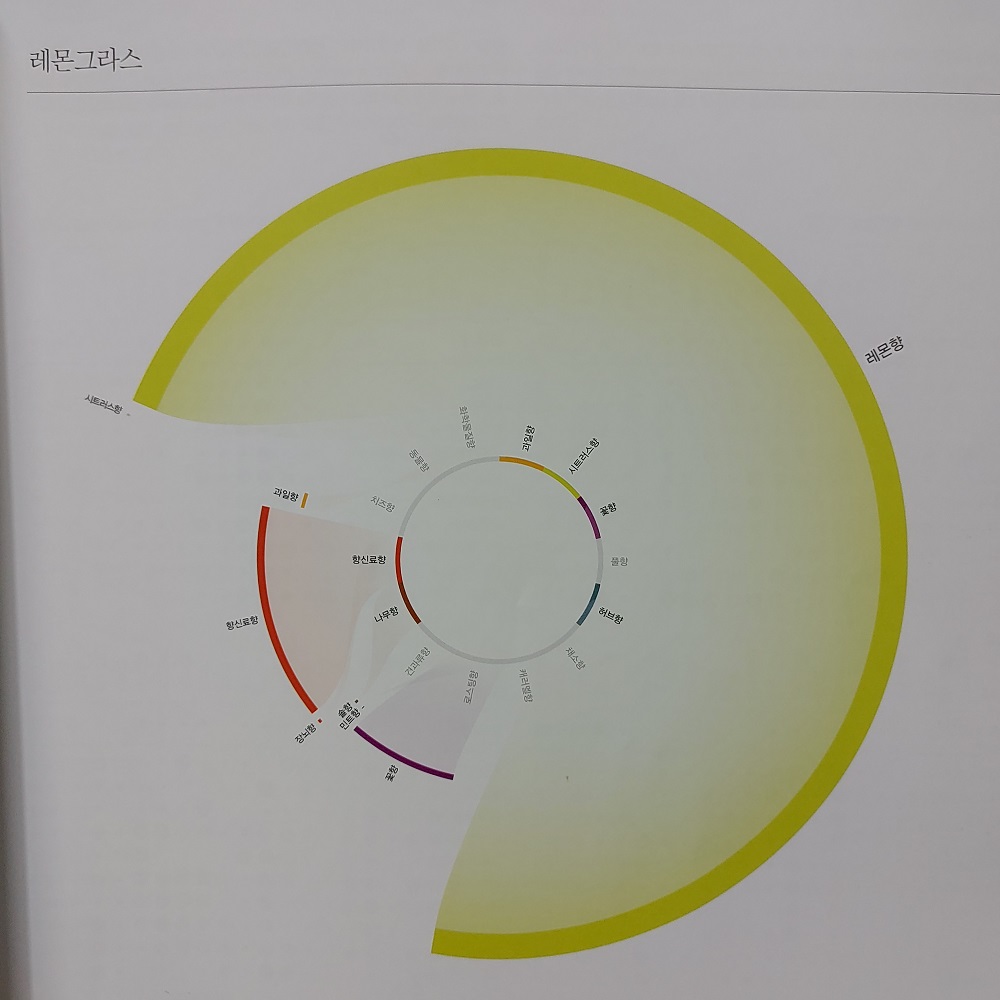 레몬그라스
레몬향
시트러스향
화학물질향
과일향
시트러스향
꽃향
풀향
허브향
채소향
캐러멜향
로스팅향
견과류향
나무향
향신료향
치즈향
동물향
과일향
향신료향
장뇌향
솔향
민트향
꽃향